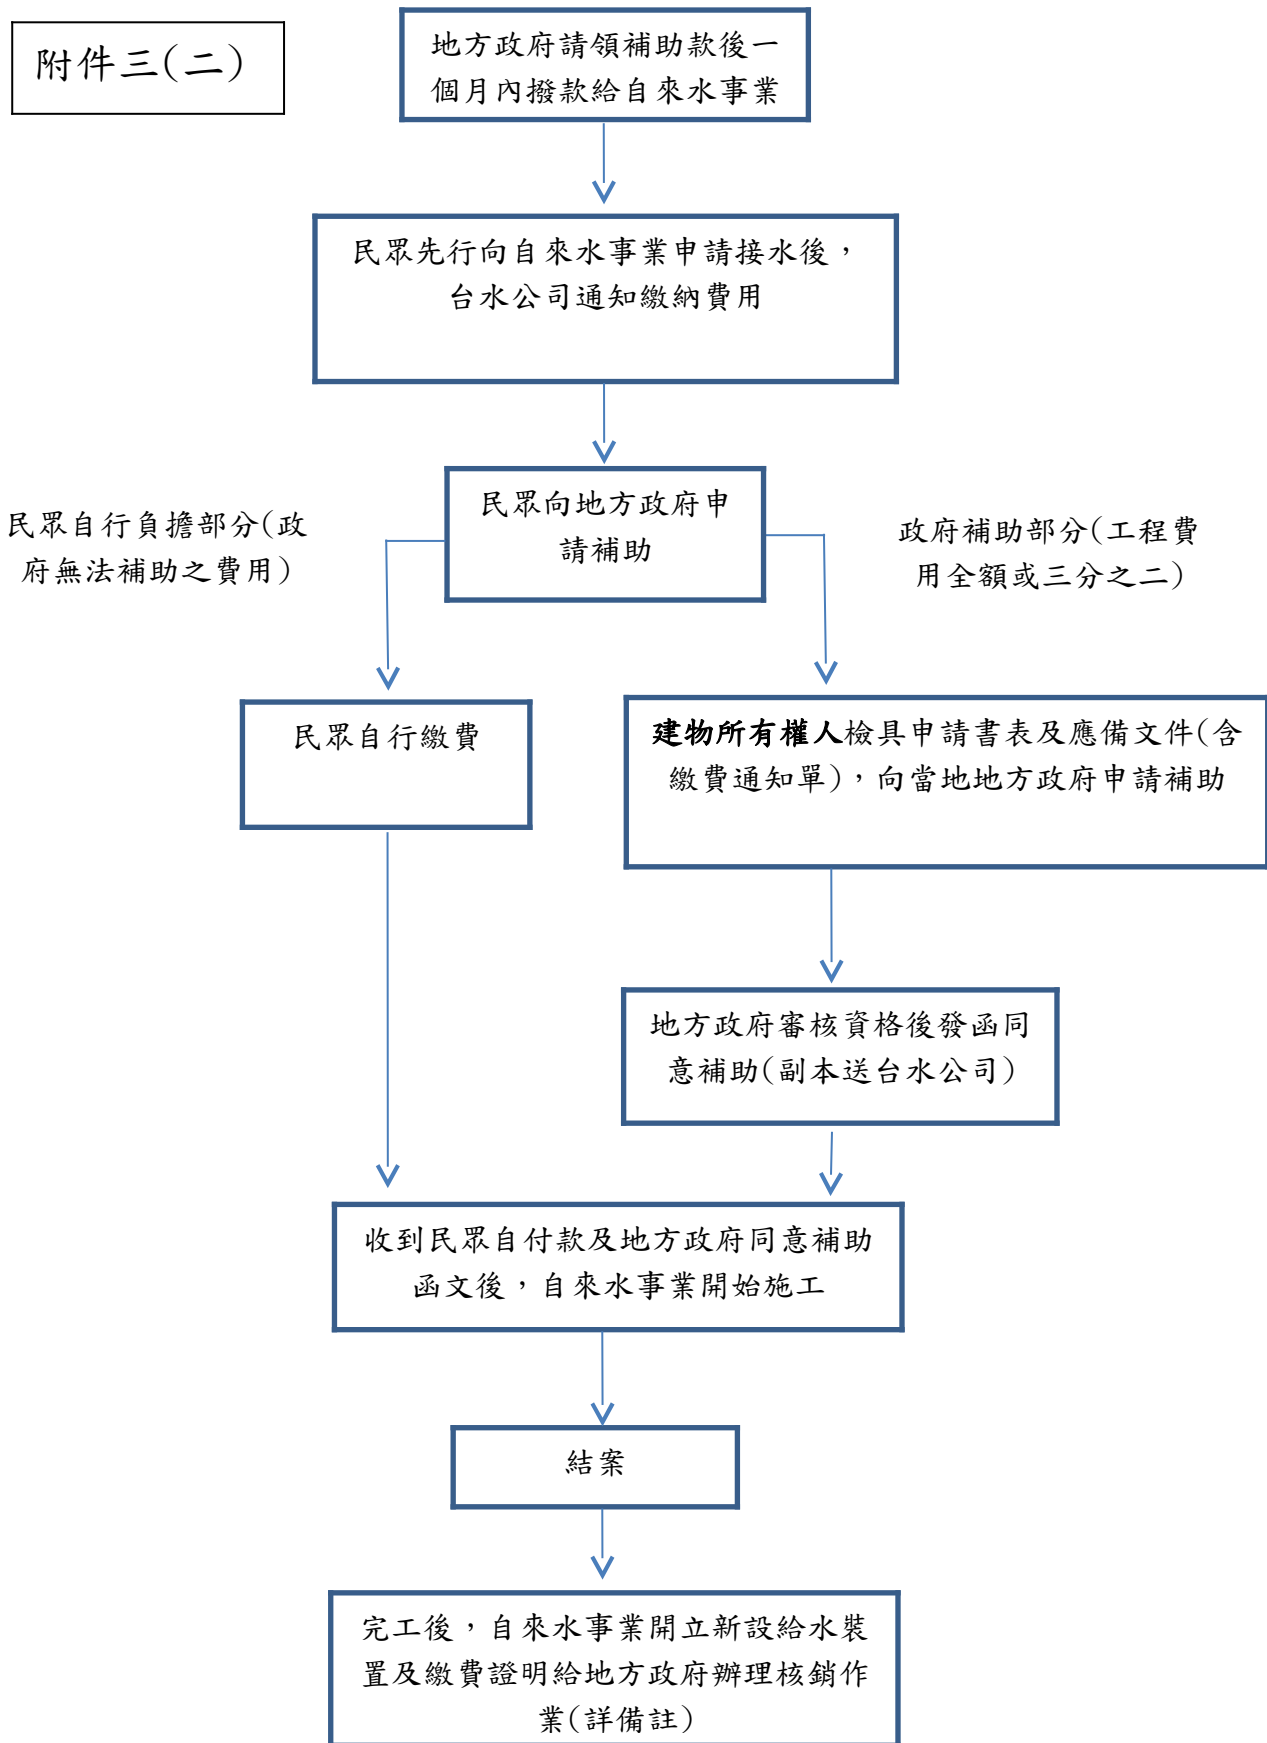 附件三(二)
地方政府請領補助款後一
個月內撥款給自來水事業
民眾先行向自來水事業申請接水後，
台水公司通知繳納費用
民眾向地方政府申
請補助
民眾自行負擔部分(政
府無法補助之費用)
政府補助部分(工程費
用全額或三分之二)
民眾自行繳費
建物所有權人檢具申請書表及應備文件(含
繳費通知單)，向當地地方政府申請補助
地方政府審核資格後發函同
意補助(副本送台水公司)
收到民眾自付款及地方政府同意補助
函文後，自來水事業開始施工
結案
完工後，自來水事業開立新設給水裝
置及繳費證明給地方政府辦理核銷作
業(詳備註)